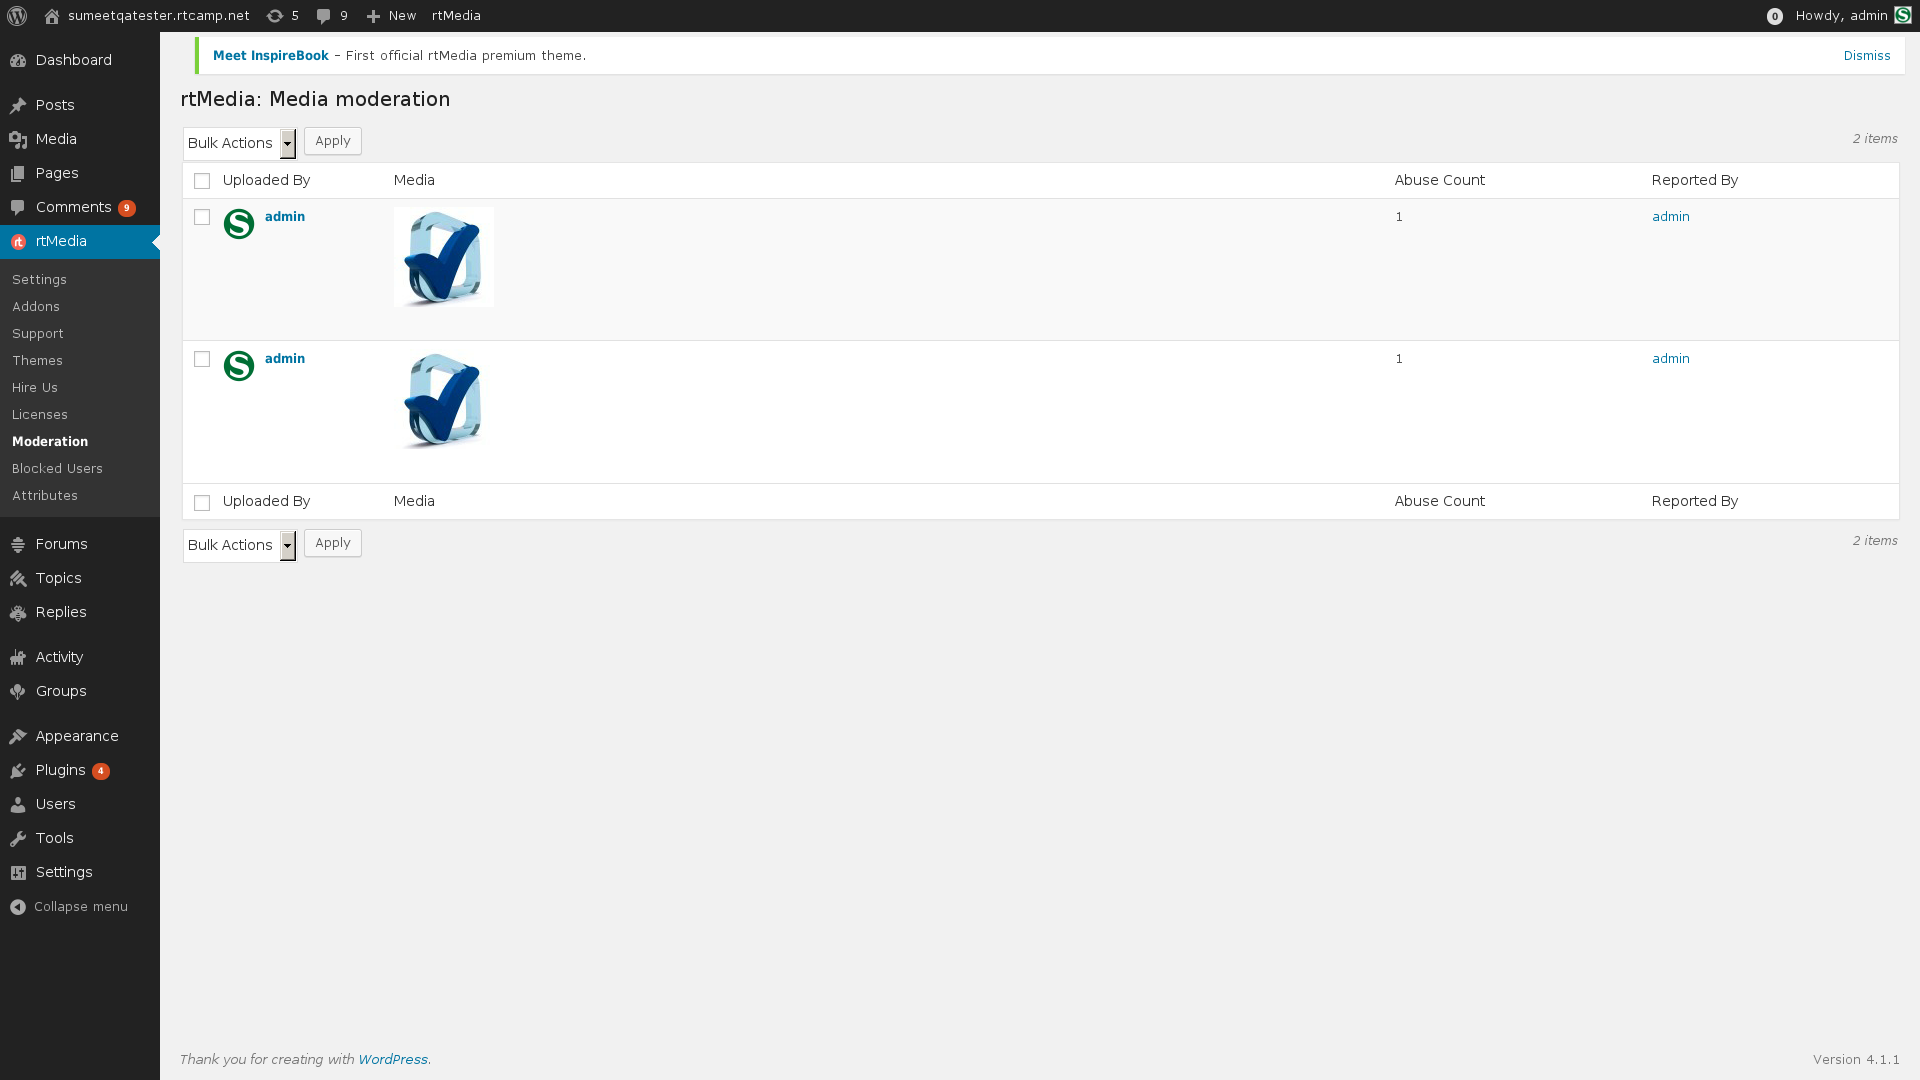 sumeetqatester.rtcamp.net 5 9 New rtMedia 0 Howdy, admin
Dashboard
Posts
Media
Pages
Comments 9
rtMedia
Settings
Addons
Support
Themes
Hire Us
Licenses
Moderation
Blocked Users
Attributes
Forums
Topics
Replies
Activity
Groups
Appearance
Plugins 4
Users
Tools
Settings
Collapse menu
Meet InspireBook – First official rtMedia premium theme. Dismiss
rtMedia: Media moderation
Bulk Actions Apply 2 items
Uploaded By Media Abuse Count Reported By
admin 1 admin
admin 1 admin
Uploaded By Media Abuse Count Reported By
Bulk Actions Apply 2 items
Thank you for creating with WordPress. Version 4.1.1